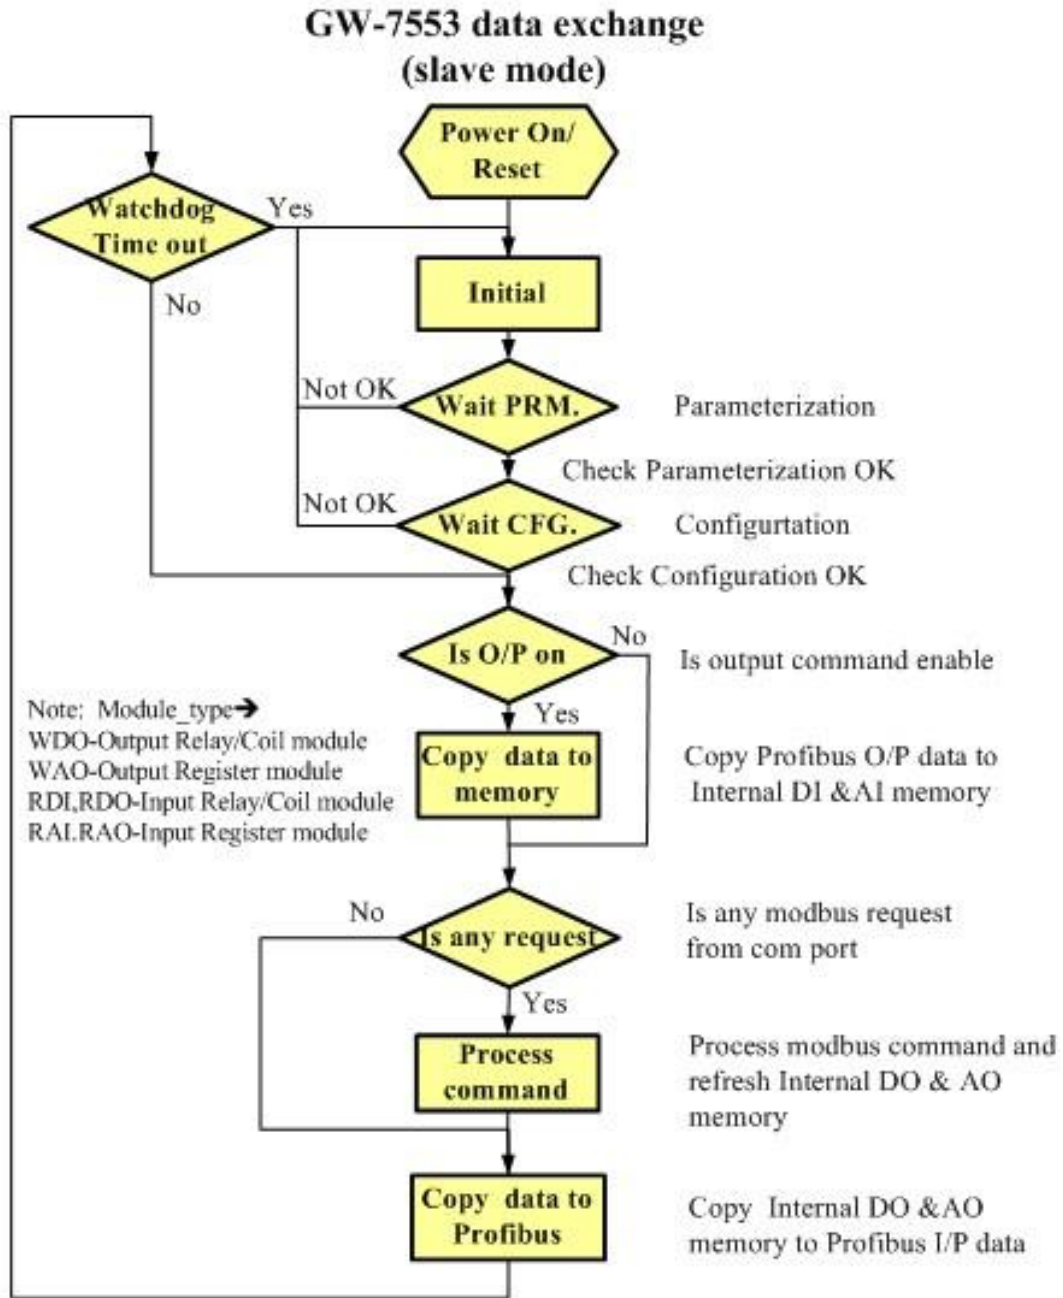 GW-7553 data exchange
(slave mode)
Power On/
Reset
Watchdog
Time out
Yes
No
Initial
Not OK
Wait PRM.
Parameterization
Check Parameterization OK
Not OK
Wait CFG.
Configurtation
Check Configuration OK
Is O/P on
No
Is output command enable
Yes
Note:  Module_type➔
WDO-Output Relay/Coil module
WAO-Output Register module
RDI,RDO-Input Relay/Coil module
RAI.RAO-Input Register module
Copy  data to
memory
Copy Profibus O/P data to
Internal DI &AI memory
No
Is any request
Is any modbus request
from com port
Yes
Process
command
Process modbus command and
refresh Internal DO & AO
memory
Copy  data to
Profibus
Copy  Internal DO &AO
memory to Profibus I/P data